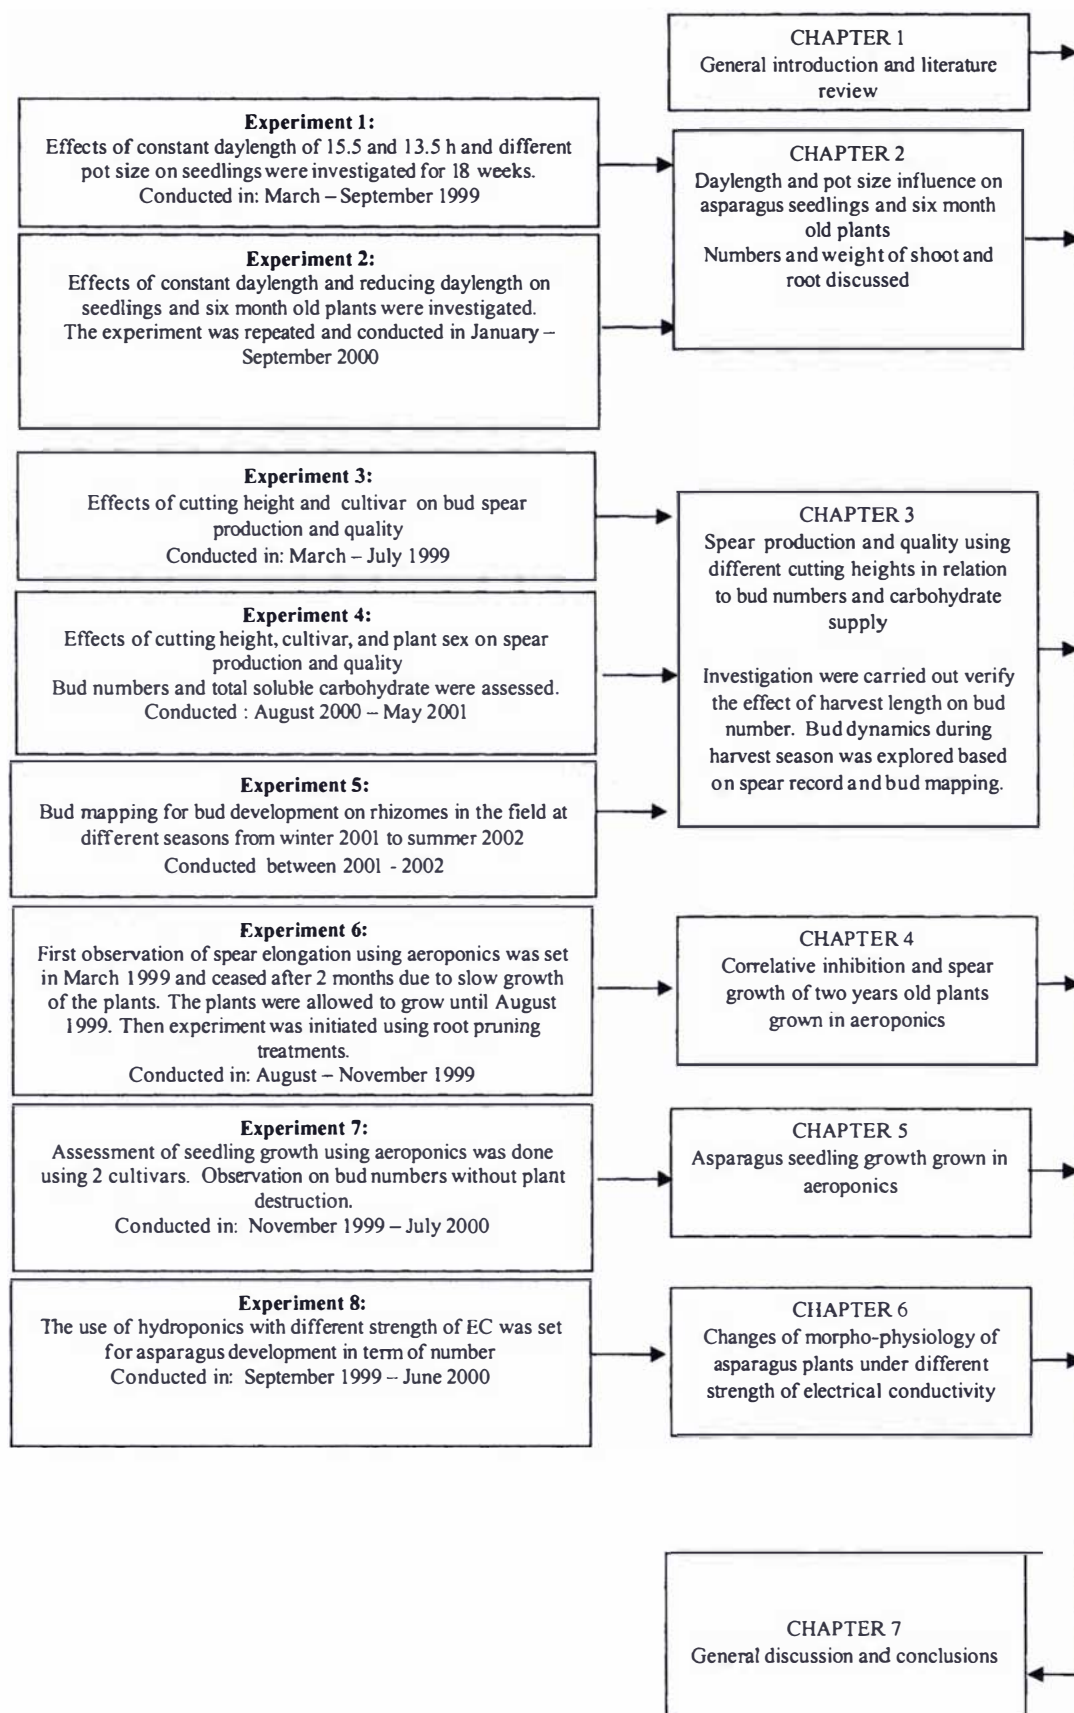 CHAPTER 1
General introduction and literature
review
Experiment 1:
Effects of constant daylength of 15.5 and 13.5 h and different
pot size on seedlings were investigated for 18 weeks.
Conducted in: March – September 1999
CHAPTER 2
Daylength and pot size influence on
asparagus seedlings and six month
old plants
Numbers and weight of shoot and
root discussed
Experiment 2:
Effects of constant daylength and reducing daylength on
seedlings and six month old plants were investigated.
The experiment was repeated and conducted in January –
September 2000
Experiment 3:
Effects of cutting height and cultivar on bud spear
production and quality
Conducted in: March – July 1999
CHAPTER 3
Spear production and quality using
different cutting heights in relation
to bud numbers and carbohydrate
supply
Investigation were carried out verify
the effect of harvest length on bud
number. Bud dynamics during
harvest season was explored based
on spear record and bud mapping.
Experiment 4:
Effects of cutting height, cultivar, and plant sex on spear
production and quality
Bud numbers and total soluble carbohydrate were assessed.
Conducted : August 2000 – May 2001
Experiment 5:
Bud mapping for bud development on rhizomes in the field at
different seasons from winter 2001 to summer 2002
Conducted between 2001 - 2002
Experiment 6:
First observation of spear elongation using aeroponics was set
in March 1999 and ceased after 2 months due to slow growth
of the plants. The plants were allowed to grow until August
1999. Then experiment was initiated using root pruning
treatments.
Conducted in: August – November 1999
CHAPTER 4
Correlative inhibition and spear
growth of two years old plants
grown in aeroponics
Experiment 7:
Assessment of seedling growth using aeroponics was done
using 2 cultivars. Observation on bud numbers without plant
destruction.
Conducted in: November 1999 – July 2000
CHAPTER 5
Asparagus seedling growth grown in
aeroponics
Experiment 8:
The use of hydroponics with different strength of EC was set
for asparagus development in term of number
Conducted in: September 1999 – June 2000
CHAPTER 6
Changes of morpho-physiology of
asparagus plants under different
strength of electrical conductivity
CHAPTER 7
General discussion and conclusions